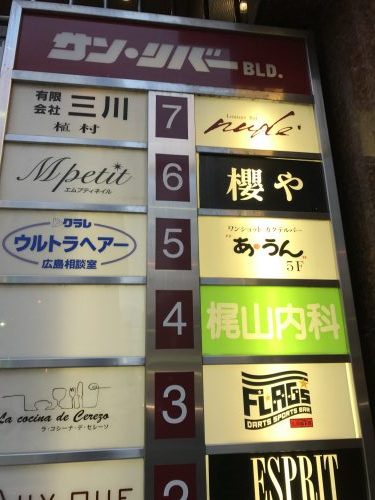 サン・リバー BLD.
有限会社 三川
植村
7
Mpetit
エムプティネイル
6
櫻や
クラレ
ウルトラヘアー
広島相談室
5
ワンショット カクテルバー
"あ・うん"
5F
4
梶山内科
La cocina de Cerezo
ラ・コシーナ・デ・セレーソ
3
FLAGS
DARTS SPORTS BAR
2
ESPRIT